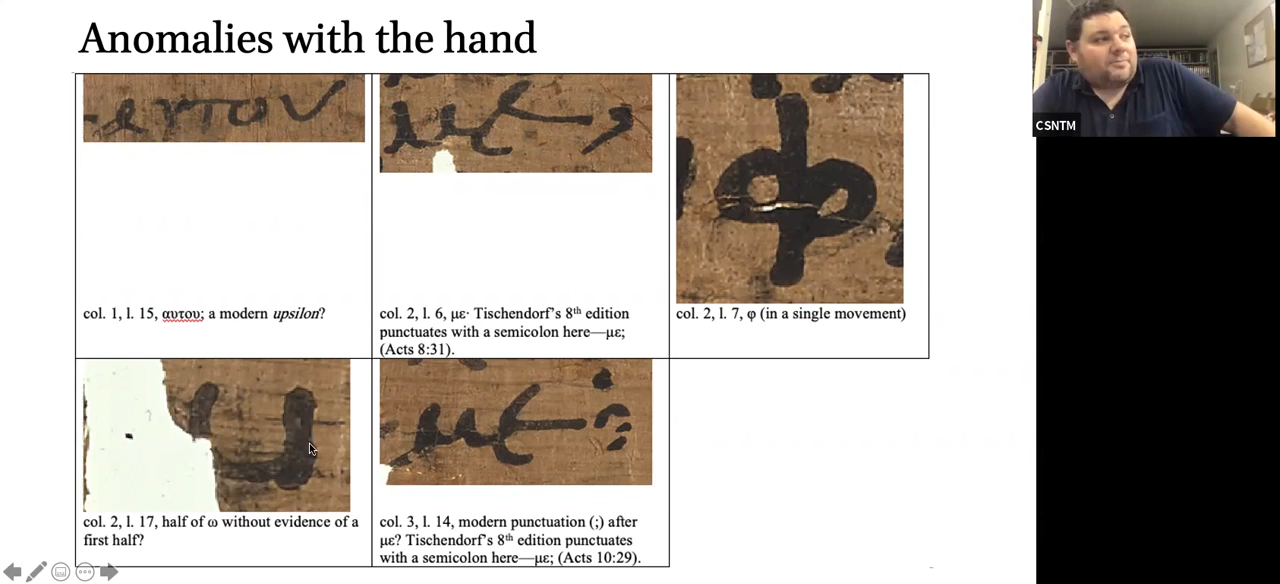 Anomalies with the hand
CSNTM
col. 1, l. 15, αυτου; a modern upsilon?
col. 2, l. 6, με· Tischendorf's 8th edition
punctuates with a semicolon here—με;
(Acts 8:31).
col. 2, l. 7, φ (in a single movement)
col. 2, l. 17, half of ω without evidence of a
first half?
col. 3, l. 14, modern punctuation (;) after
με? Tischendorf's 8th edition punctuates
with a semicolon here—με; (Acts 10:29).